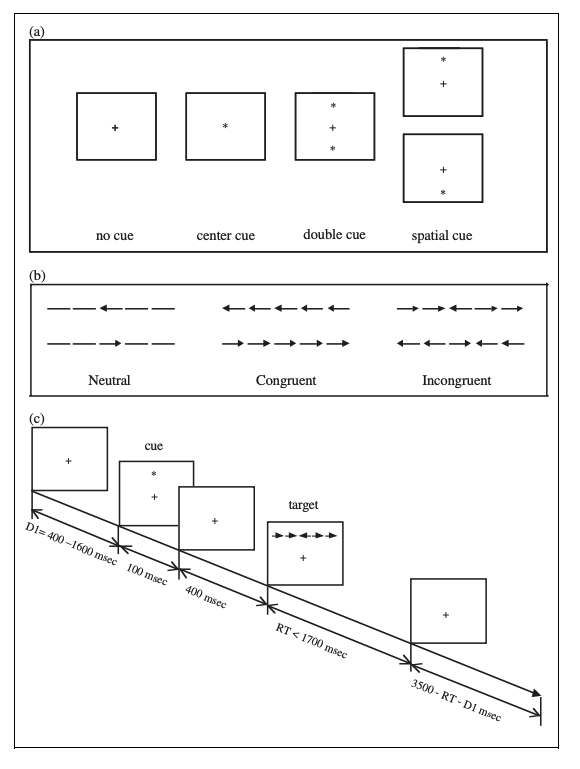 (a)
no cue
center cue
double cue
spatial cue
(b)
Neutral
Congruent
Incongruent
(c)
cue
target
D1= 400 –1600 msec
100 msec
400 msec
RT < 1700 msec
3500 - RT - D1 msec